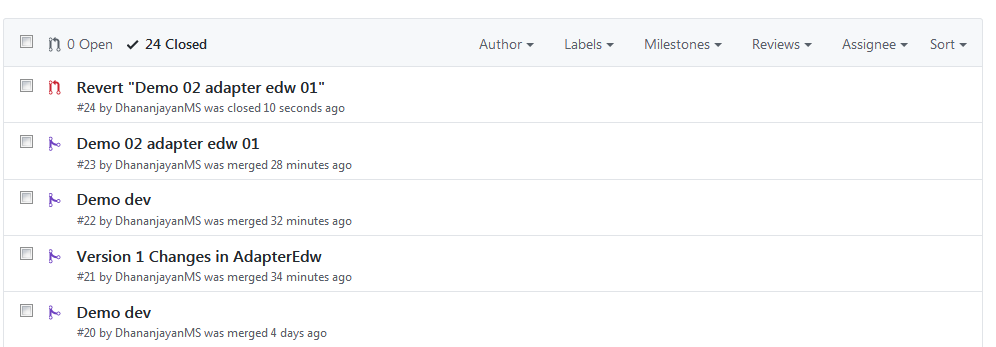 0 Open 24 Closed Author Labels Milestones Reviews Assignee Sort
Revert "Demo 02 adapter edw 01"
#24 by DhananjayanMS was closed 10 seconds ago
Demo 02 adapter edw 01
#23 by DhananjayanMS was merged 28 minutes ago
Demo dev
#22 by DhananjayanMS was merged 32 minutes ago
Version 1 Changes in AdapterEdw
#21 by DhananjayanMS was merged 34 minutes ago
Demo dev
#20 by DhananjayanMS was merged 4 days ago